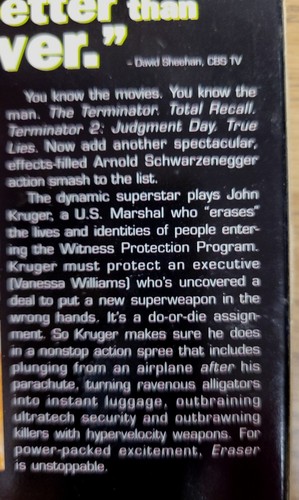 etter than
ver."
- David Sheehan, CBS TV
You know the movies. You know the
man. The Terminator. Total Recall.
Terminator 2: Judgment Day. True
Lies. Now add another spectacular,
effects-filled Arnold Schwarzenegger
action smash to the list.
The dynamic superstar plays John
Kruger, a U.S. Marshal who "erases"
the lives and identities of people enter-
ing the Witness Protection Program.
Kruger must protect an executive
(Vanessa Williams) who's uncovered a
deal to put a new superweapon in the
wrong hands. It's a do-or-die assign-
ment. So Kruger makes sure he does
in a nonstop action spree that includes
plunging from an airplane after his
parachute, turning ravenous alligators
into instant luggage, outbraining
ultratech security and outbrawning
killers with hypervelocity weapons. For
power-packed excitement, Eraser
is unstoppable.